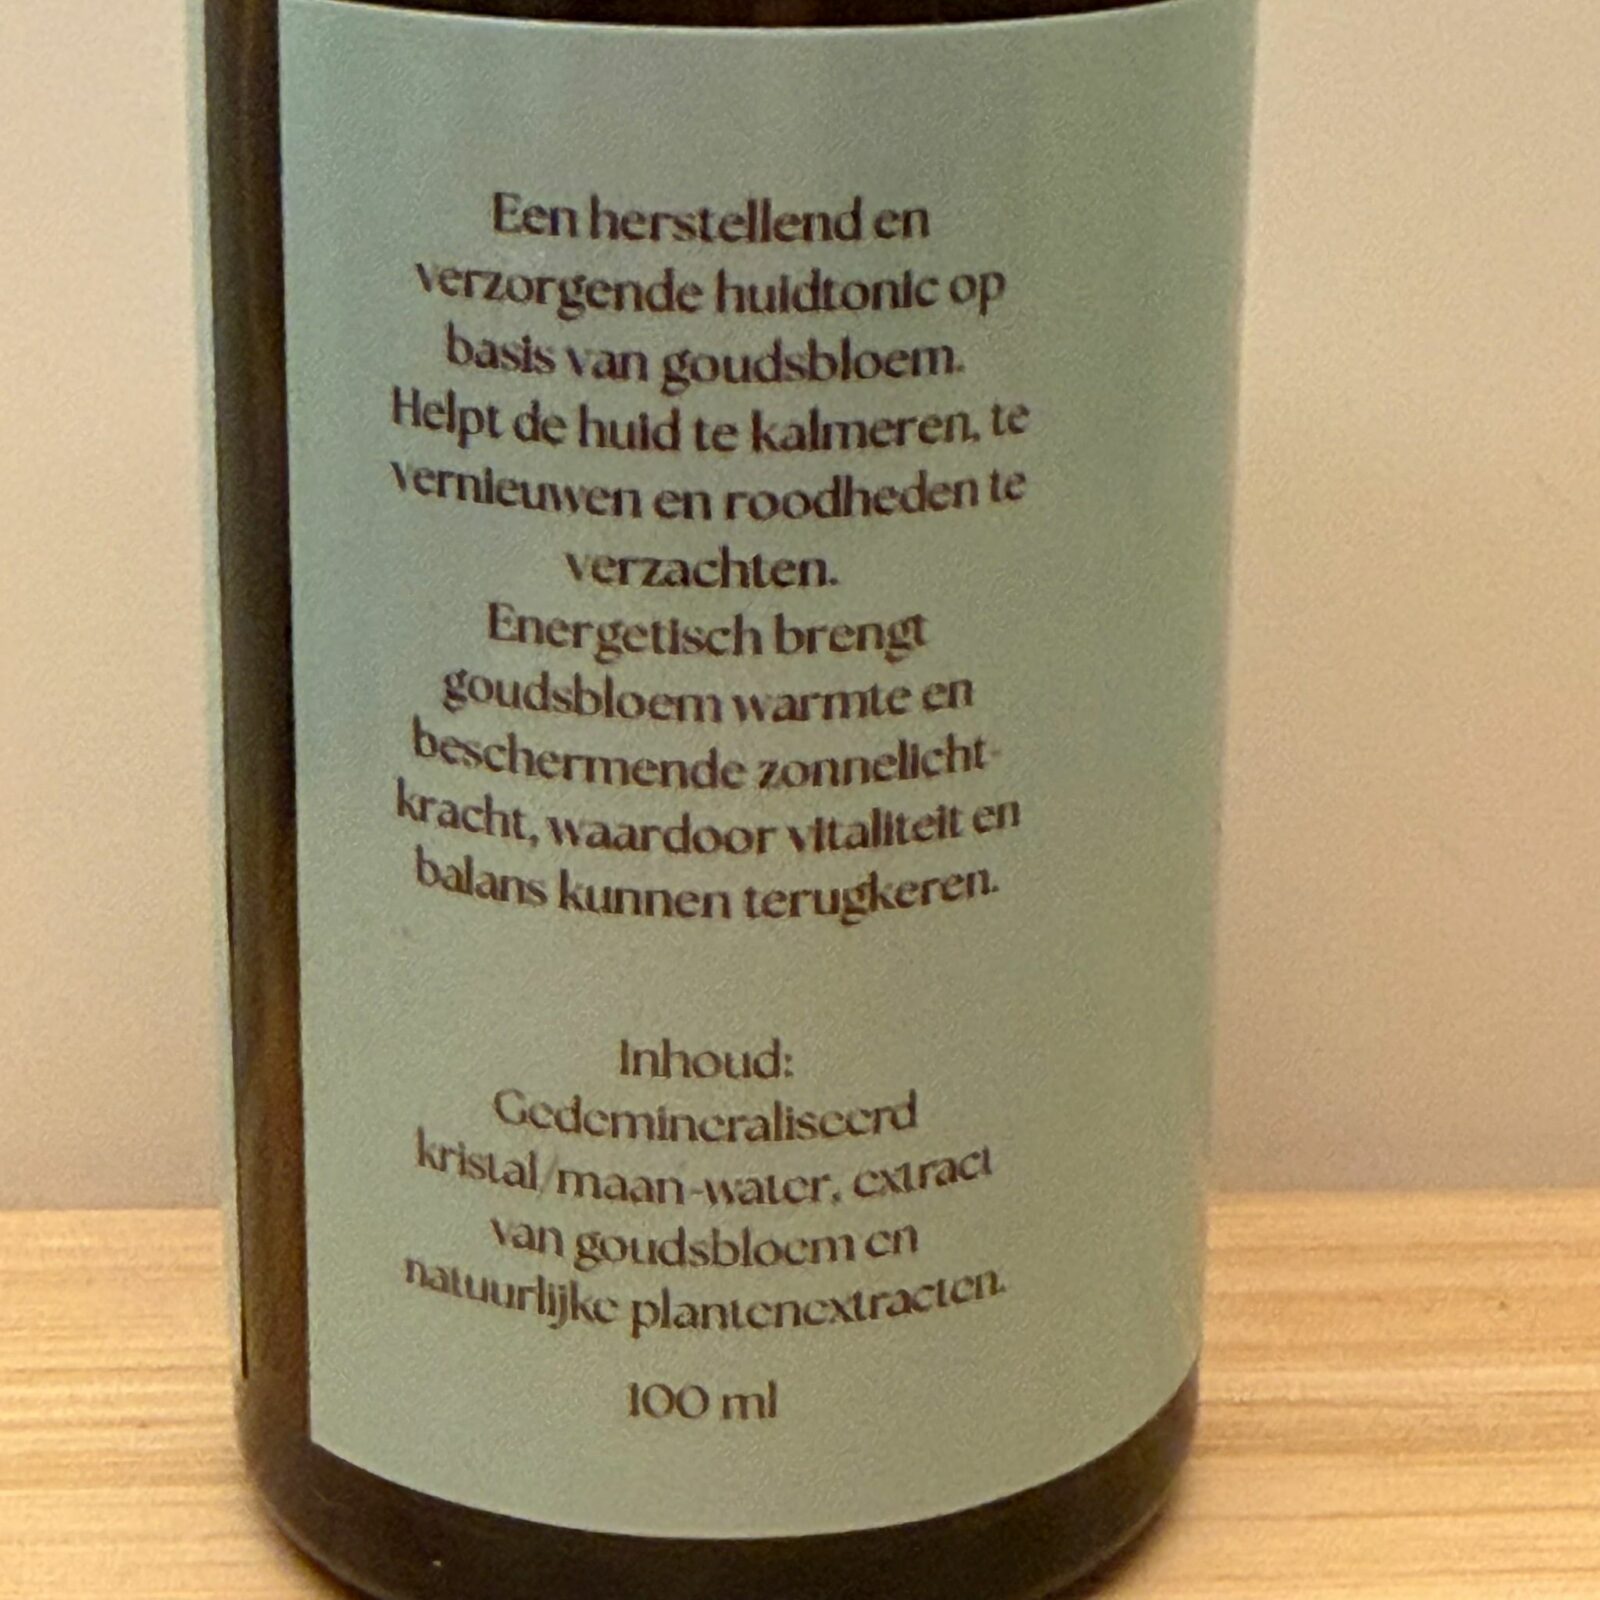 Een herstellend en
verzorgende huidtonic op
basis van goudsbloem.
Helpt de huid te kalmeren, te
vernieuwen en roodheden te
verzachten.
Energetisch brengt
goudsbloem warmte en
beschermende zonnelicht-
kracht, waardoor vitaliteit en
balans kunnen terugkeren.
Inhoud:
Gedemineraliseerd
kristal/maan-water, extract
van goudsbloem en
natuurlijke plantenextracten.
100 ml